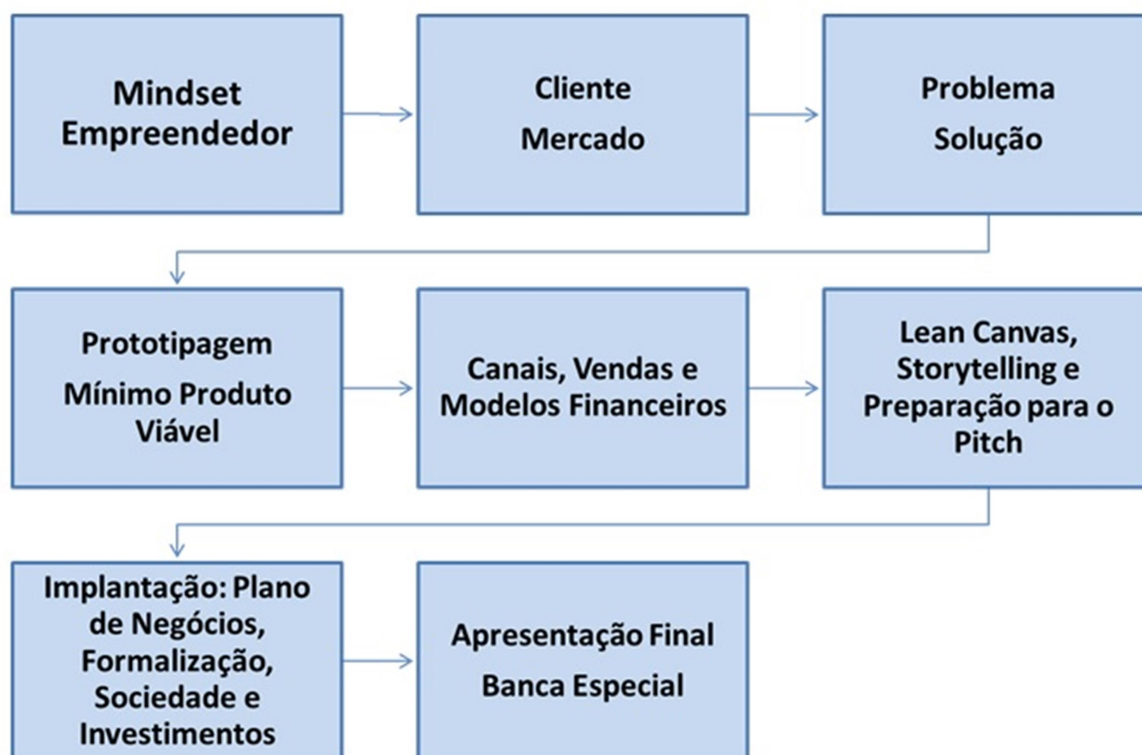 Mindset
Empreendedor
Cliente
Mercado
Problema
Solução
Prototipagem
Mínimo Produto
Viável
Canais, Vendas e
Modelos Financeiros
Lean Canvas,
Storytelling e
Preparação para o
Pitch
Implantação: Plano
de Negócios,
Formalização,
Sociedade e
Investimentos
Apresentação Final
Banca Especial